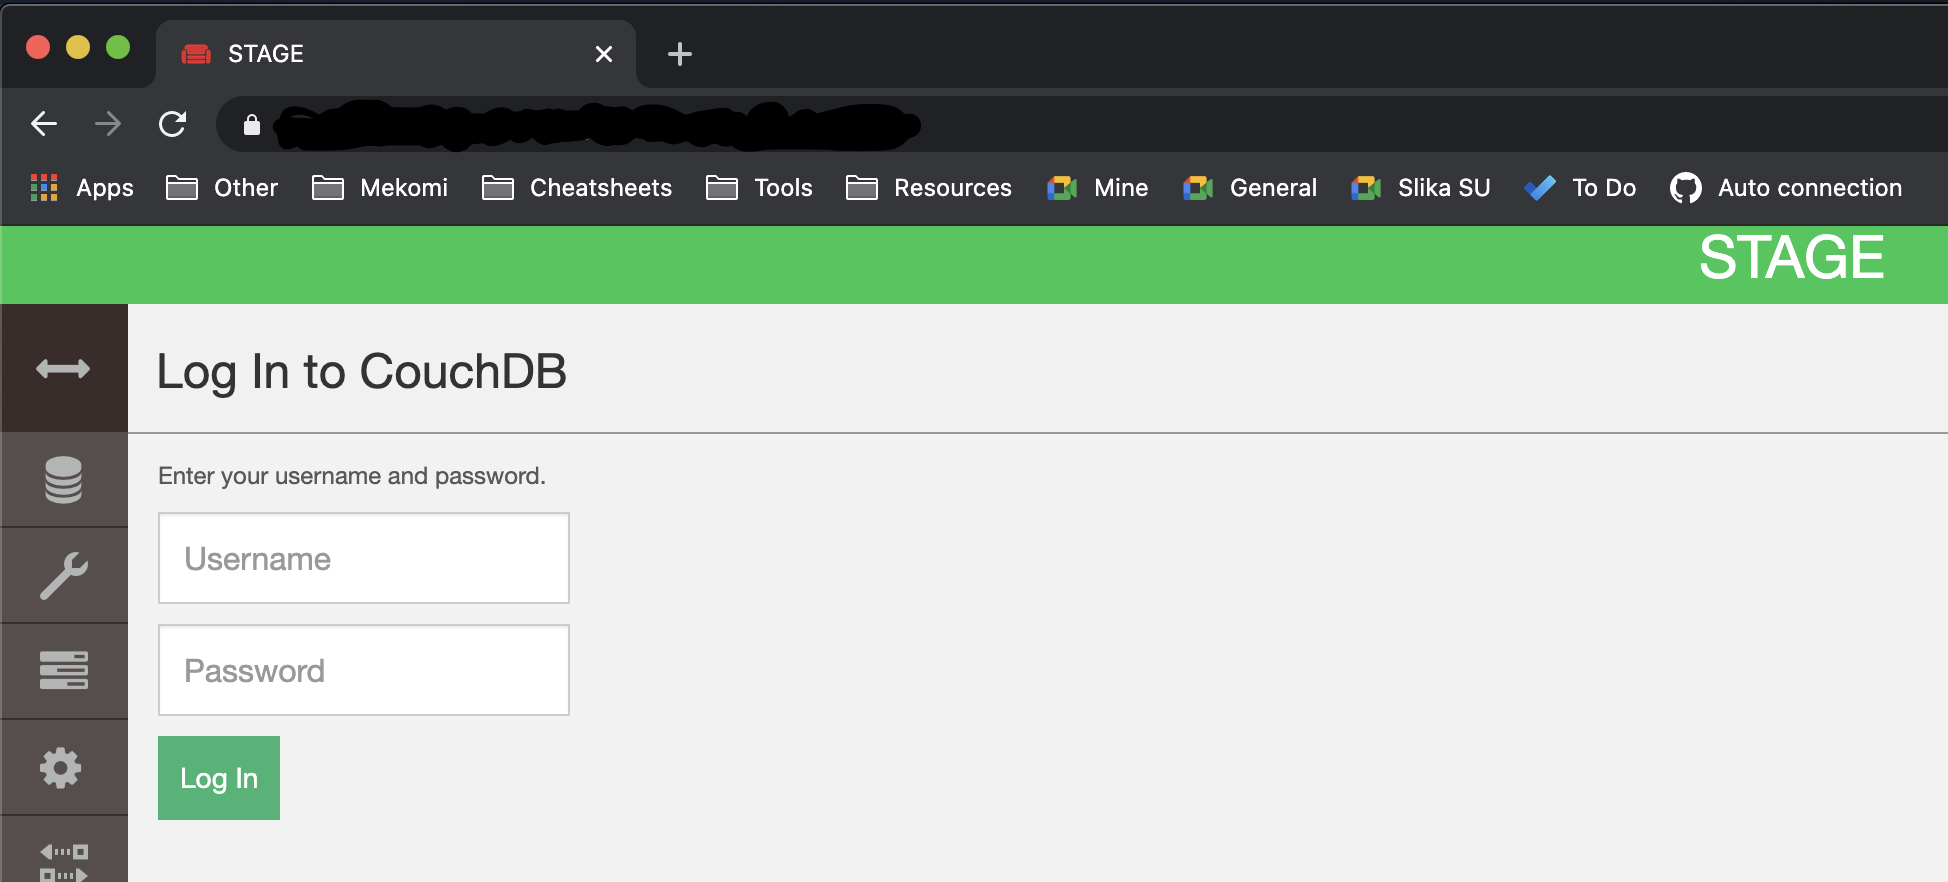 STAGE
Apps Other Mekomi Cheatsheets Tools Resources Mine General Slika SU To Do Auto connection
STAGE
Log In to CouchDB
Enter your username and password.
Username
Password
Log In